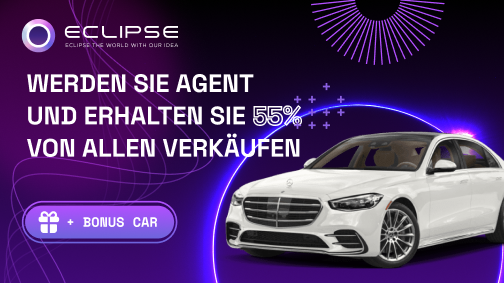 ECLIPSE
ECLIPSE THE WORLD WITH OUR IDEA
WERDEN SIE AGENT
UND ERHALTEN SIE 55%
VON ALLEN VERKÄUFEN
+ BONUS CAR